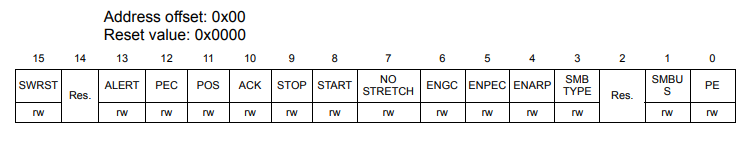 Address offset: 0x00
Reset value: 0x0000
15 14 13 12 11 10 9 8 7 6 5 4 3 2 1 0
SWRST Res. ALERT PEC POS ACK STOP START NO STRETCH ENGC ENPEC ENARP SMB TYPE Res. SMBU S PE
rw rw rw rw rw rw rw rw rw rw rw rw rw rw